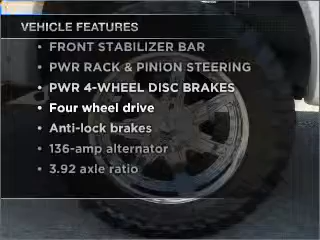 VEHICLE FEATURES
• FRONT STABILIZER BAR
• PWR RACK & PINION STEERING
• PWR 4-WHEEL DISC BRAKES
• Four wheel drive
• Anti-lock brakes
• 136-amp alternator
• 3.92 axle ratio